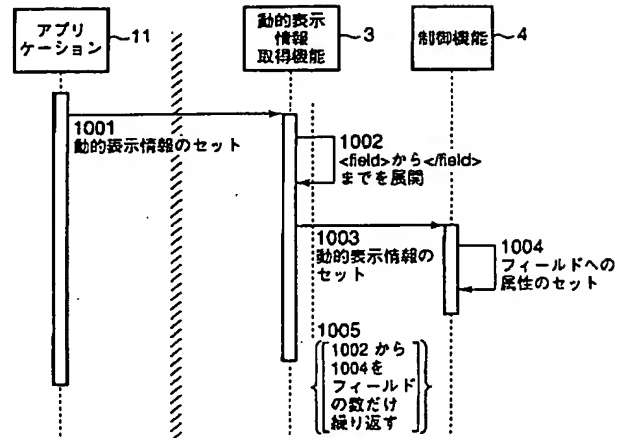 アプリ
ケーション
11
動的表示
情報
取得機能
3
制御機能
4
1001
動的表示情報のセット
1002
<field>から</field>
までを展開
1003
動的表示情報の
セット
1004
フィールドへの
属性のセット
1005
1002 から
1004を
フィールド
の数だけ
繰り返す